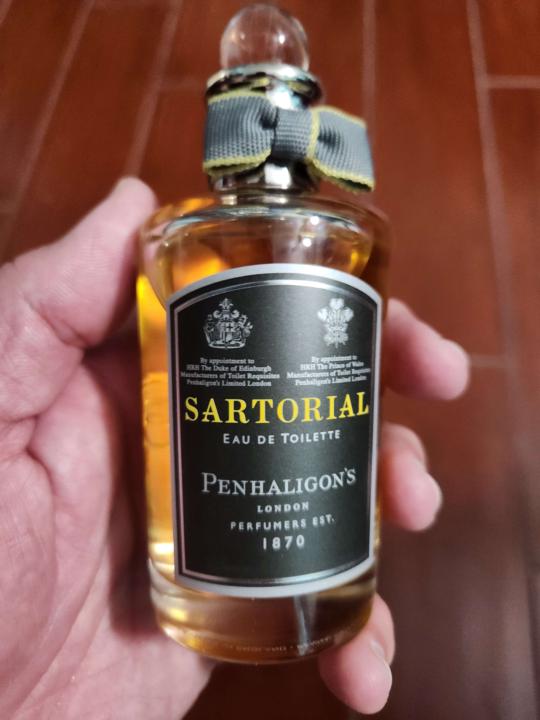 By appointment to
HRH The Duke of Edinburgh
Manufacturers of Toilet Requisites
Penhaligon's Limited London
By appointment to
HRH The Prince of Wales
Manufacturers of Toilet Requisites
Penhaligon's Limited London
SARTORIAL
EAU DE TOILETTE
PENHALIGON'S
LONDON
PERFUMERS EST.
1870